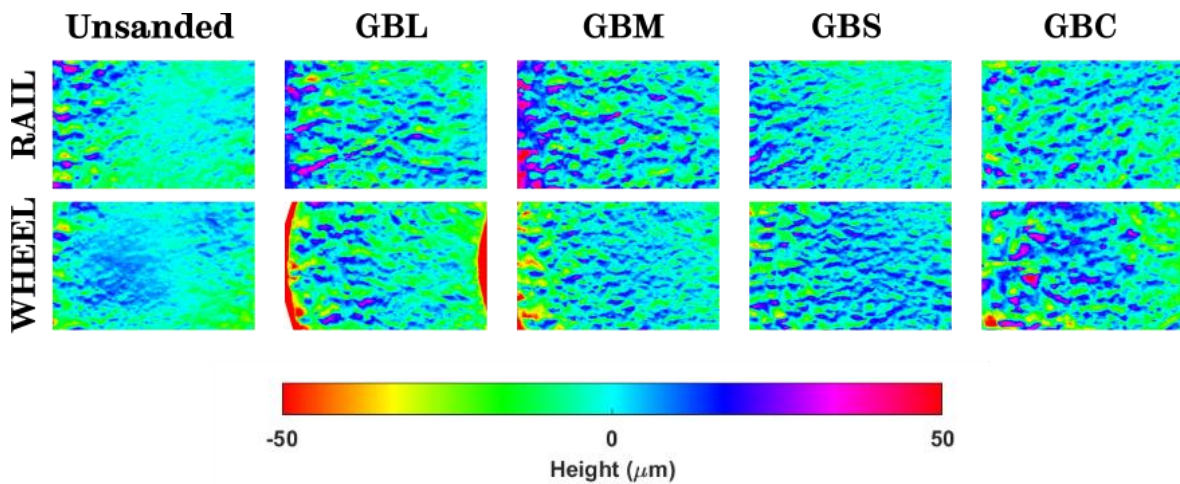 Unsanded GBL GBM GBS GBC
RAIL
WHEEL
-50 0 50
Height (μm)